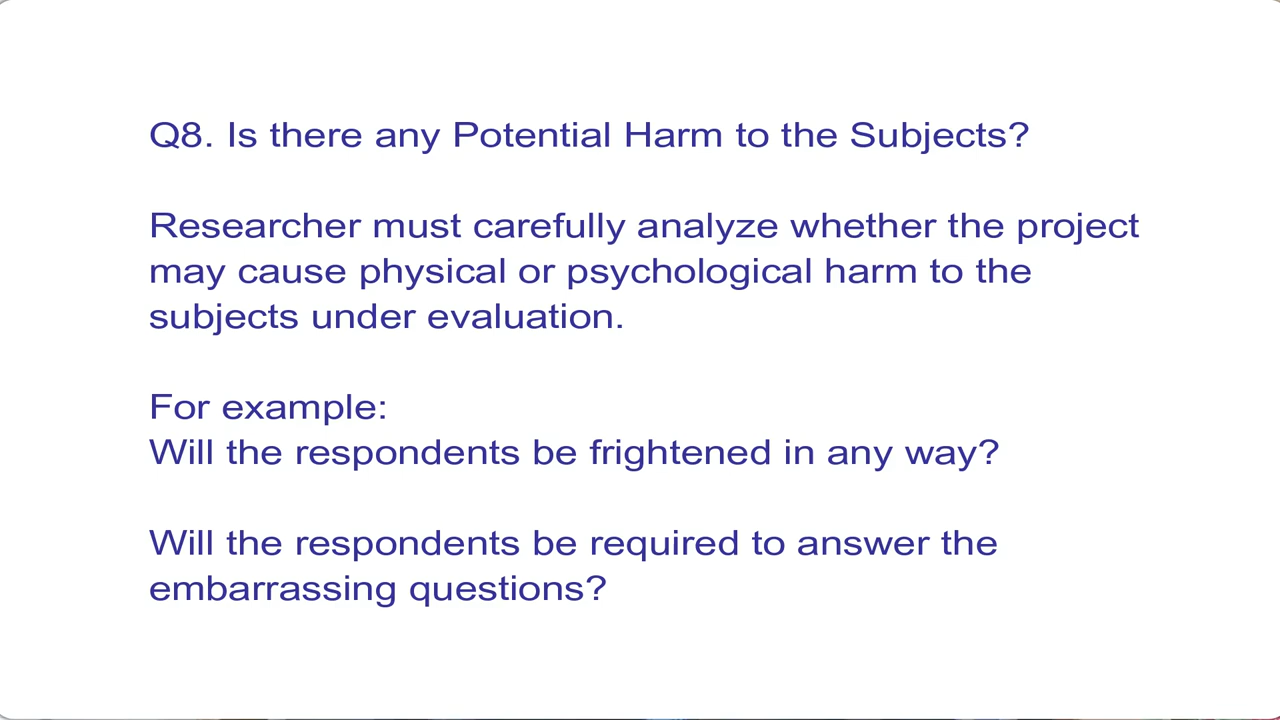 Q8. Is there any Potential Harm to the Subjects?
Researcher must carefully analyze whether the project
may cause physical or psychological harm to the
subjects under evaluation.
For example:
Will the respondents be frightened in any way?
Will the respondents be required to answer the
embarrassing questions?